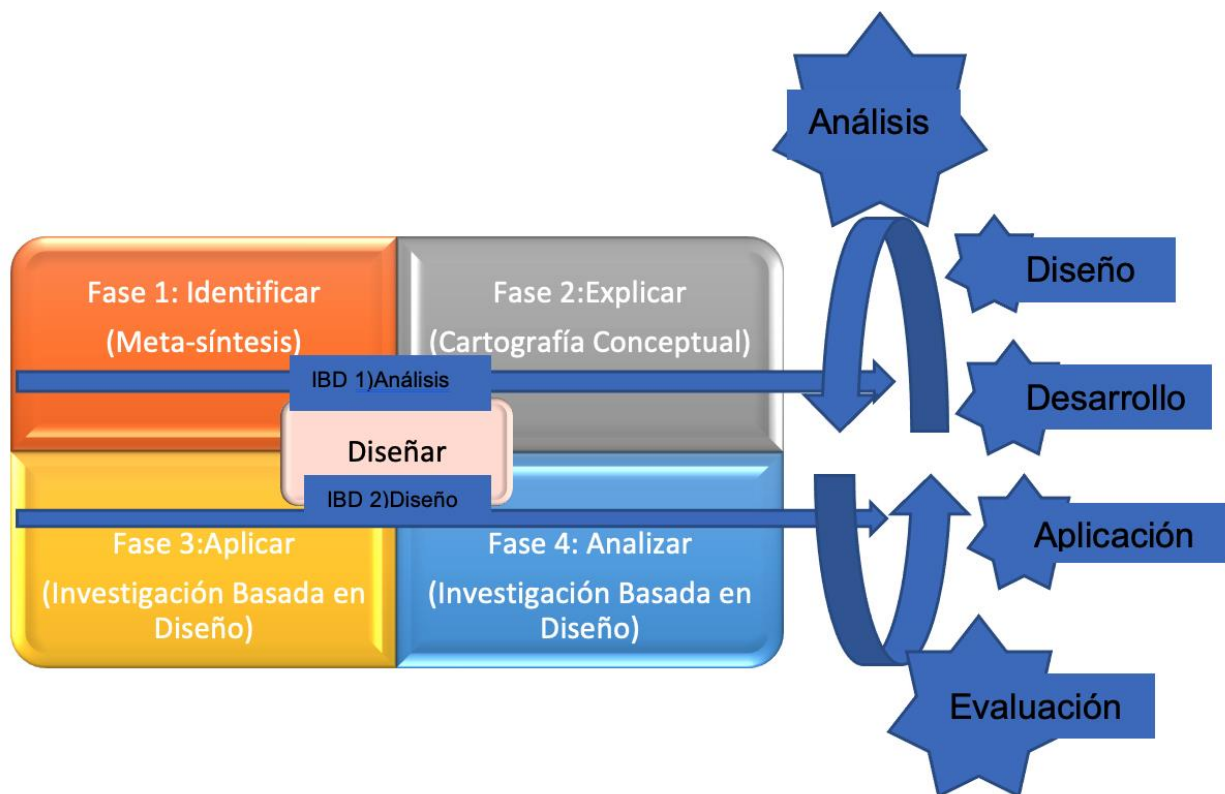 Análisis
Fase 1: Identificar
(Meta-síntesis)
Fase 2:Explicar
(Cartografía Conceptual)
Diseño
IBD 1)Análisis
Desarrollo
Diseñar
IBD 2)Diseño
Fase 3:Aplicar
(Investigación Basada en
Diseño)
Fase 4: Analizar
(Investigación Basada en
Diseño)
Aplicación
Evaluación